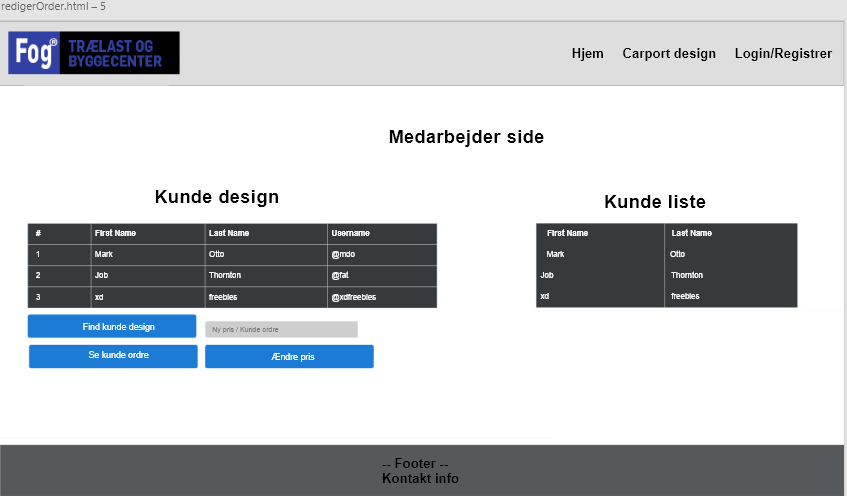 redigerOrder.html – 5
Fog® TRÆLAST OG
BYGGECENTER
Hjem Carport design Login/Registrer
Medarbejder side
Kunde design
# First Name Last Name Username
1 Mark Otto @mdo
2 Job Thornton @fat
3 xd freebies @xdfreebies
Find kunde design Ny pris / Kunde ordre
Se kunde ordre Ændre pris
Kunde liste
First Name Last Name
Mark Otto
Job Thornton
xd freebies
-- Footer --
Kontakt info